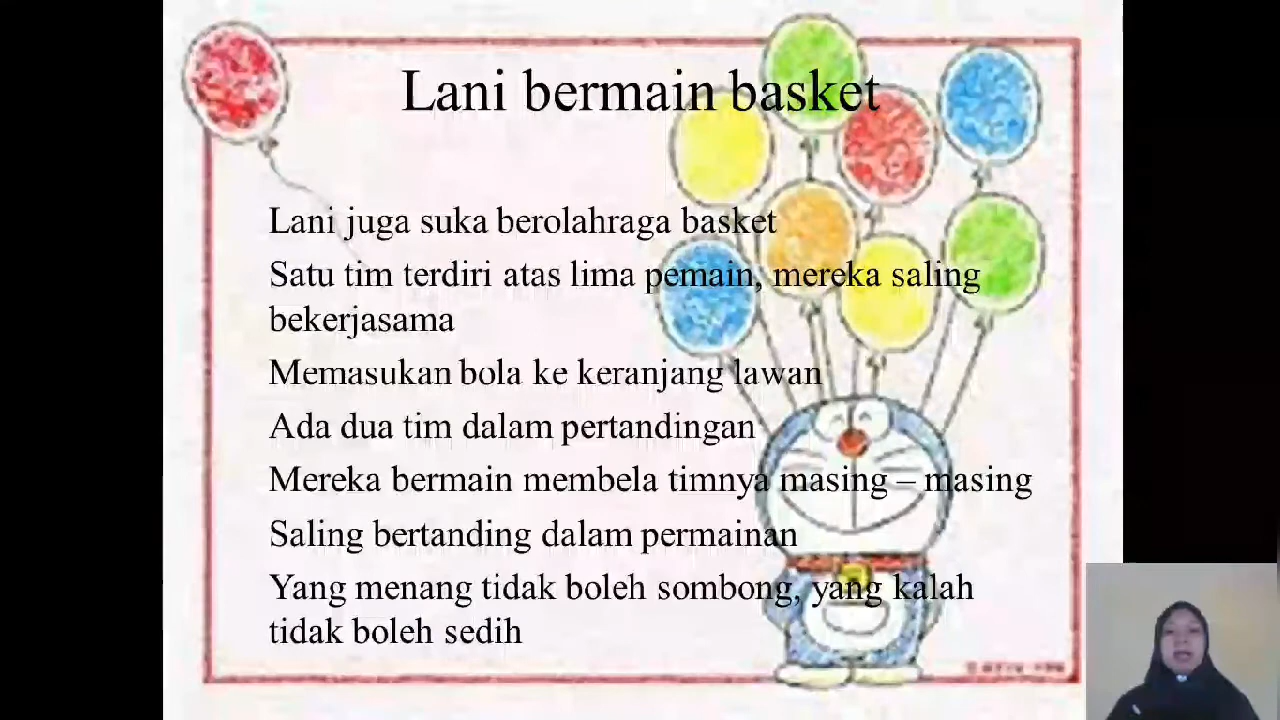 Lani bermain basket
Lani juga suka berolahraga basket
Satu tim terdiri atas lima pemain, mereka saling
bekerjasama
Memasukan bola ke keranjang lawan
Ada dua tim dalam pertandingan
Mereka bermain membela timnya masing – masing
Saling bertanding dalam permainan
Yang menang tidak boleh sombong, yang kalah
tidak boleh sedih